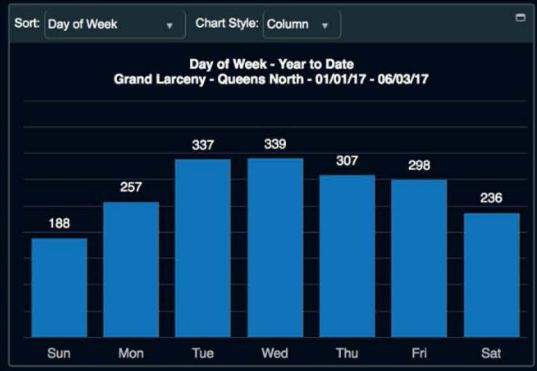 Sort: Day of Week Chart Style: Column
Day of Week - Year to Date
Grand Larceny - Queens North - 01/01/17 - 06/03/17
188 257 337 339 307 298 236
Sun Mon Tue Wed Thu Fri Sat